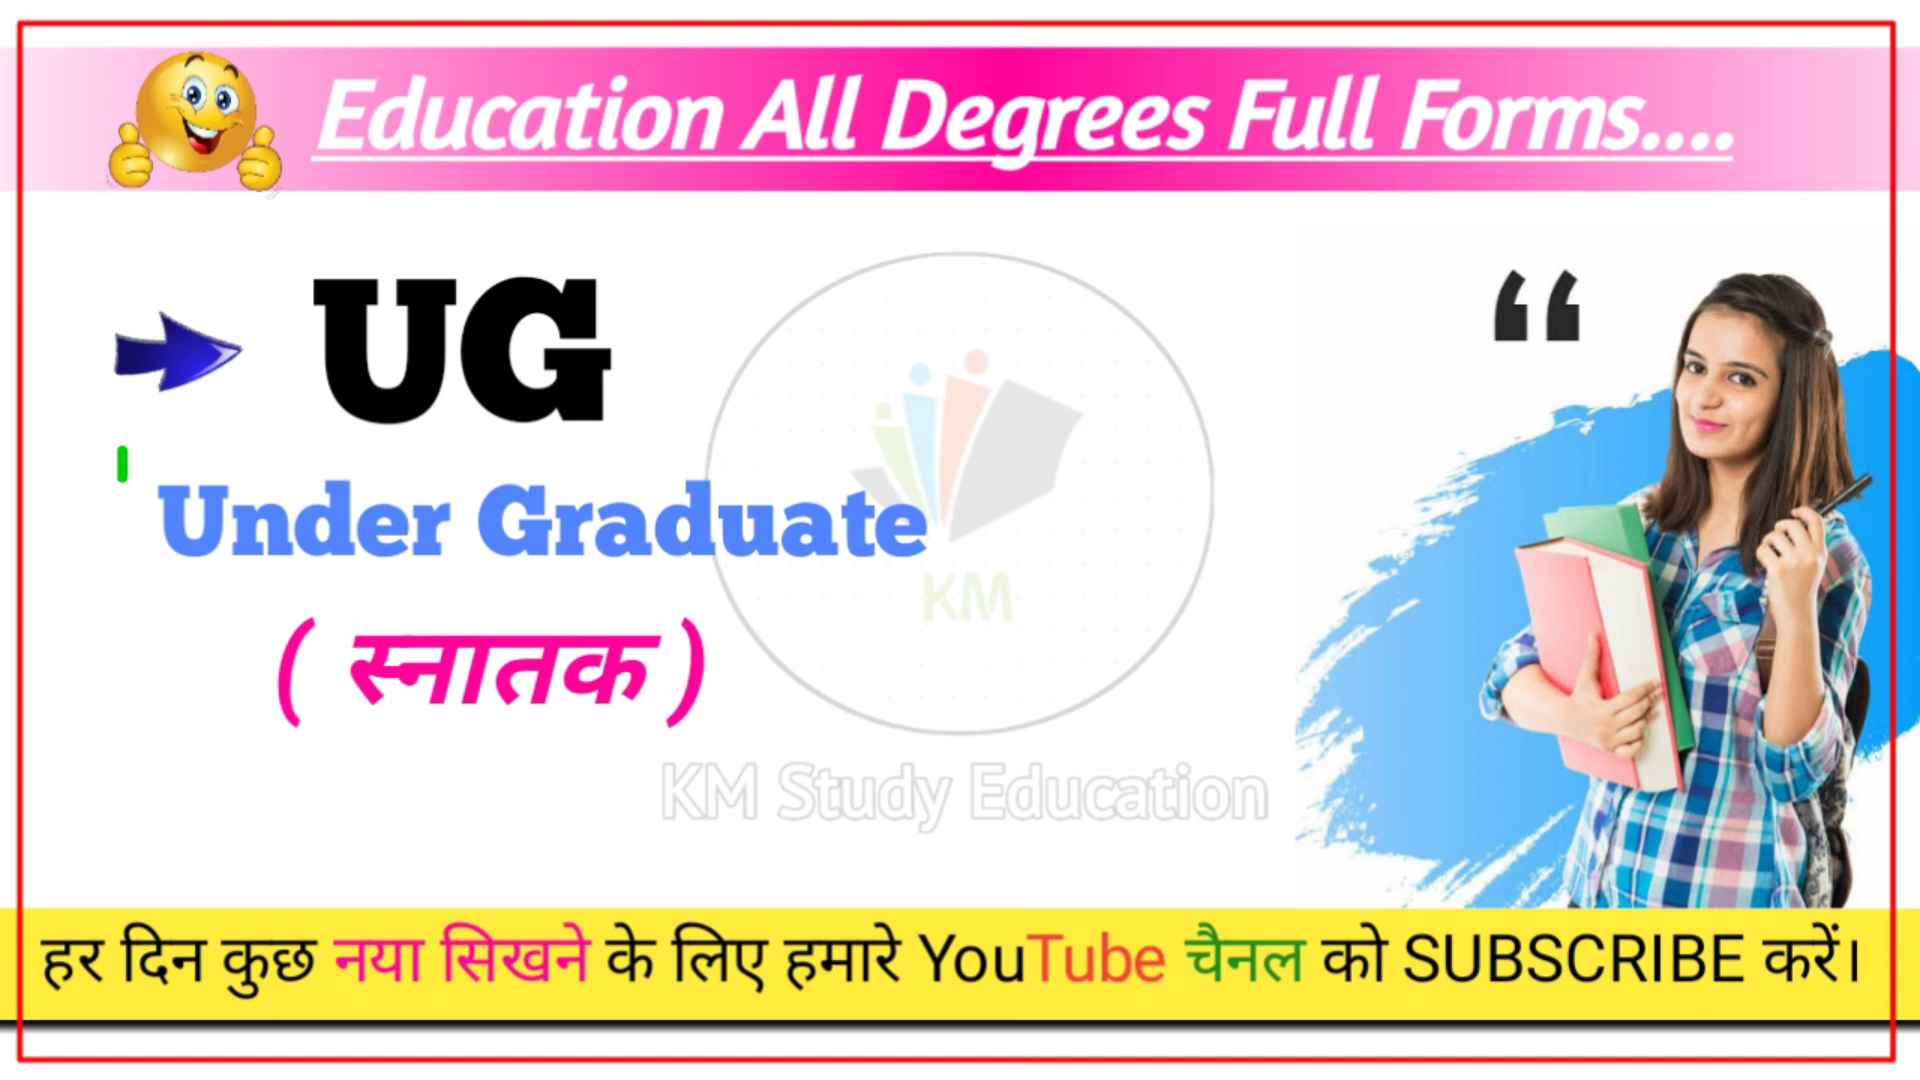 Education All Degrees Full Forms....
UG
Under Graduate
( स्नातक )
KM
KM Study Education
हर दिन कुछ नया सिखने के लिए हमारे YouTube चैनल को SUBSCRIBE करें।